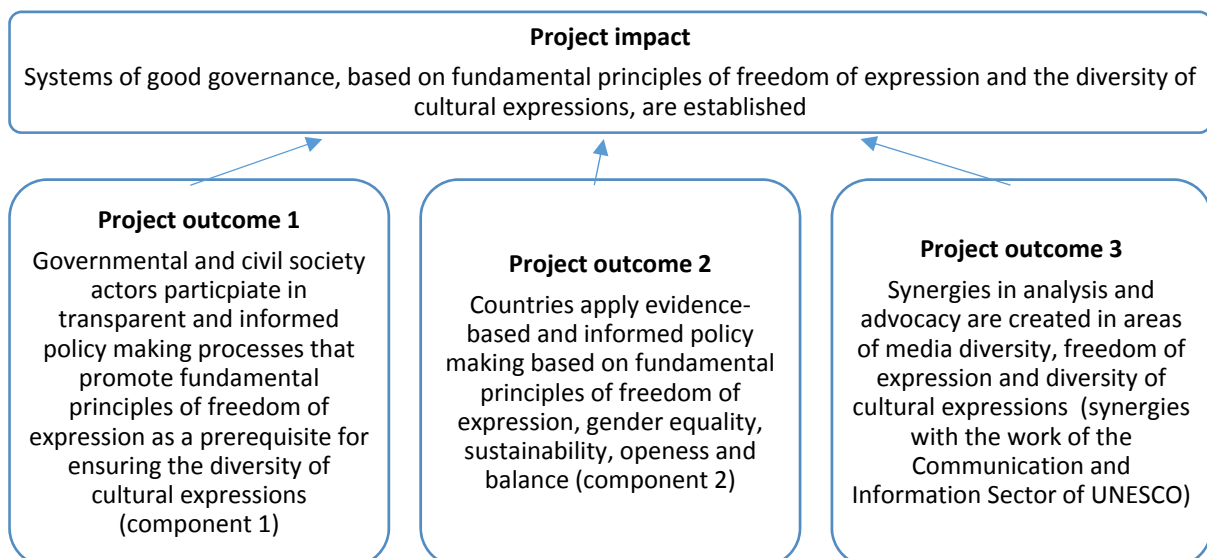 Project impact
Systems of good governance, based on fundamental principles of freedom of expression and the diversity of
cultural expressions, are established
Project outcome 1
Governmental and civil society
actors particpiate in
transparent and informed
policy making processes that
promote fundamental
principles of freedom of
expression as a prerequisite for
ensuring the diversity of
cultural expressions
(component 1)
Project outcome 2
Countries apply evidence-
based and informed policy
making based on fundamental
principles of freedom of
expression, gender equality,
sustainability, openess and
balance (component 2)
Project outcome 3
Synergies in analysis and
advocacy are created in areas
of media diversity, freedom of
expression and diversity of
cultural expressions  (synergies
with the work of the
Communication and
Information Sector of UNESCO)